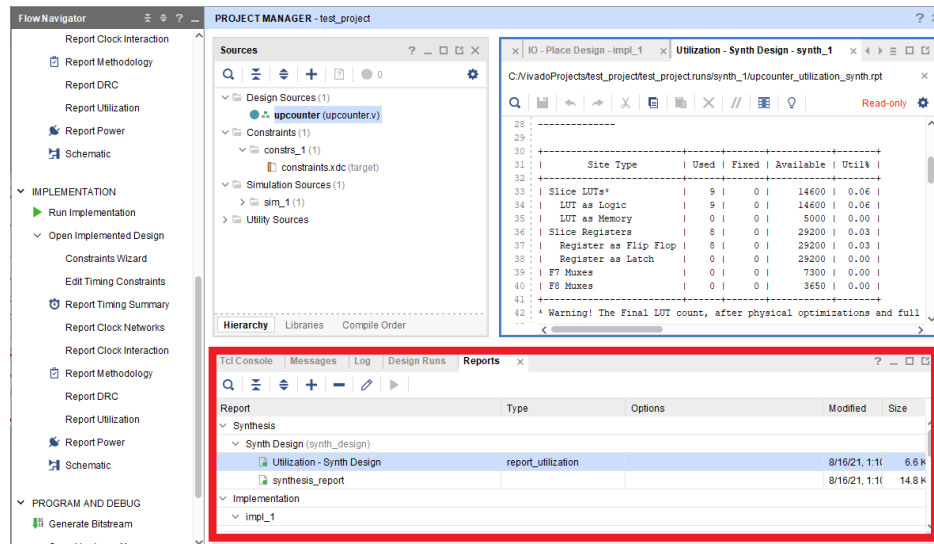 Flow Navigator
Report Clock Interaction
Report Methodology
Report DRC
Report Utilization
Report Power
Schematic
IMPLEMENTATION
Run Implementation
Open Implemented Design
Constraints Wizard
Edit Timing Constraints
Report Timing Summary
Report Clock Networks
Report Clock Interaction
Report Methodology
Report DRC
Report Utilization
Report Power
Schematic
PROGRAM AND DEBUG
Generate Bitstream
PROJECT MANAGER - test_project
Sources
0
Design Sources (1)
upcounter (upcounter.v)
Constraints (1)
constrs_1 (1)
constraints.xdc (target)
Simulation Sources (1)
sim_1 (1)
Utility Sources
Hierarchy Libraries Compile Order
IO - Place Design - impl_1 Utilization - Synth Design - synth_1
C:/VivadoProjects/test_project/test_project.runs/synth_1/upcounter_utilization_synth.rpt
Read-only
28 --------------
29
30 +-------------------------+------+-------+-----------+-------+
31 | Site Type | Used | Fixed | Available | Util% |
32 +-------------------------+------+-------+-----------+-------+
33 | Slice LUTs* | 9 | 0 | 14600 | 0.06 |
34 | LUT as Logic | 9 | 0 | 14600 | 0.06 |
35 | LUT as Memory | 0 | 0 | 5000 | 0.00 |
36 | Slice Registers | 8 | 0 | 29200 | 0.03 |
37 | Register as Flip Flop | 8 | 0 | 29200 | 0.03 |
38 | Register as Latch | 0 | 0 | 29200 | 0.00 |
39 | F7 Muxes | 0 | 0 | 7300 | 0.00 |
40 | F8 Muxes | 0 | 0 | 3650 | 0.00 |
41 +-------------------------+------+-------+-----------+-------+
42 * Warning! The Final LUT count, after physical optimizations and full
Tcl Console Messages Log Design Runs Reports
Report Type Options Modified Size
Synthesis
Synth Design (synth_design)
Utilization - Synth Design report_utilization 8/16/21, 1:10 6.6 K
synthesis_report 8/16/21, 1:10 14.8 K
Implementation
impl_1